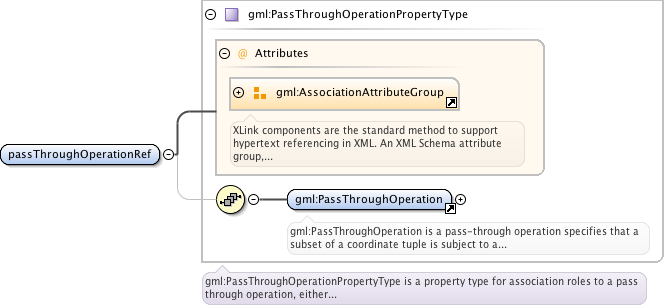 gml:PassThroughOperationPropertyType
@ Attributes
gml:AssociationAttributeGroup
XLink components are the standard method to support
hypertext referencing in XML. An XML Schema attribute
group,...
passThroughOperationRef
gml:PassThroughOperation
gml:PassThroughOperation is a pass-through operation specifies that a
subset of a coordinate tuple is subject to a...
gml:PassThroughOperationPropertyType is a property type for association roles to a pass
through operation, either...